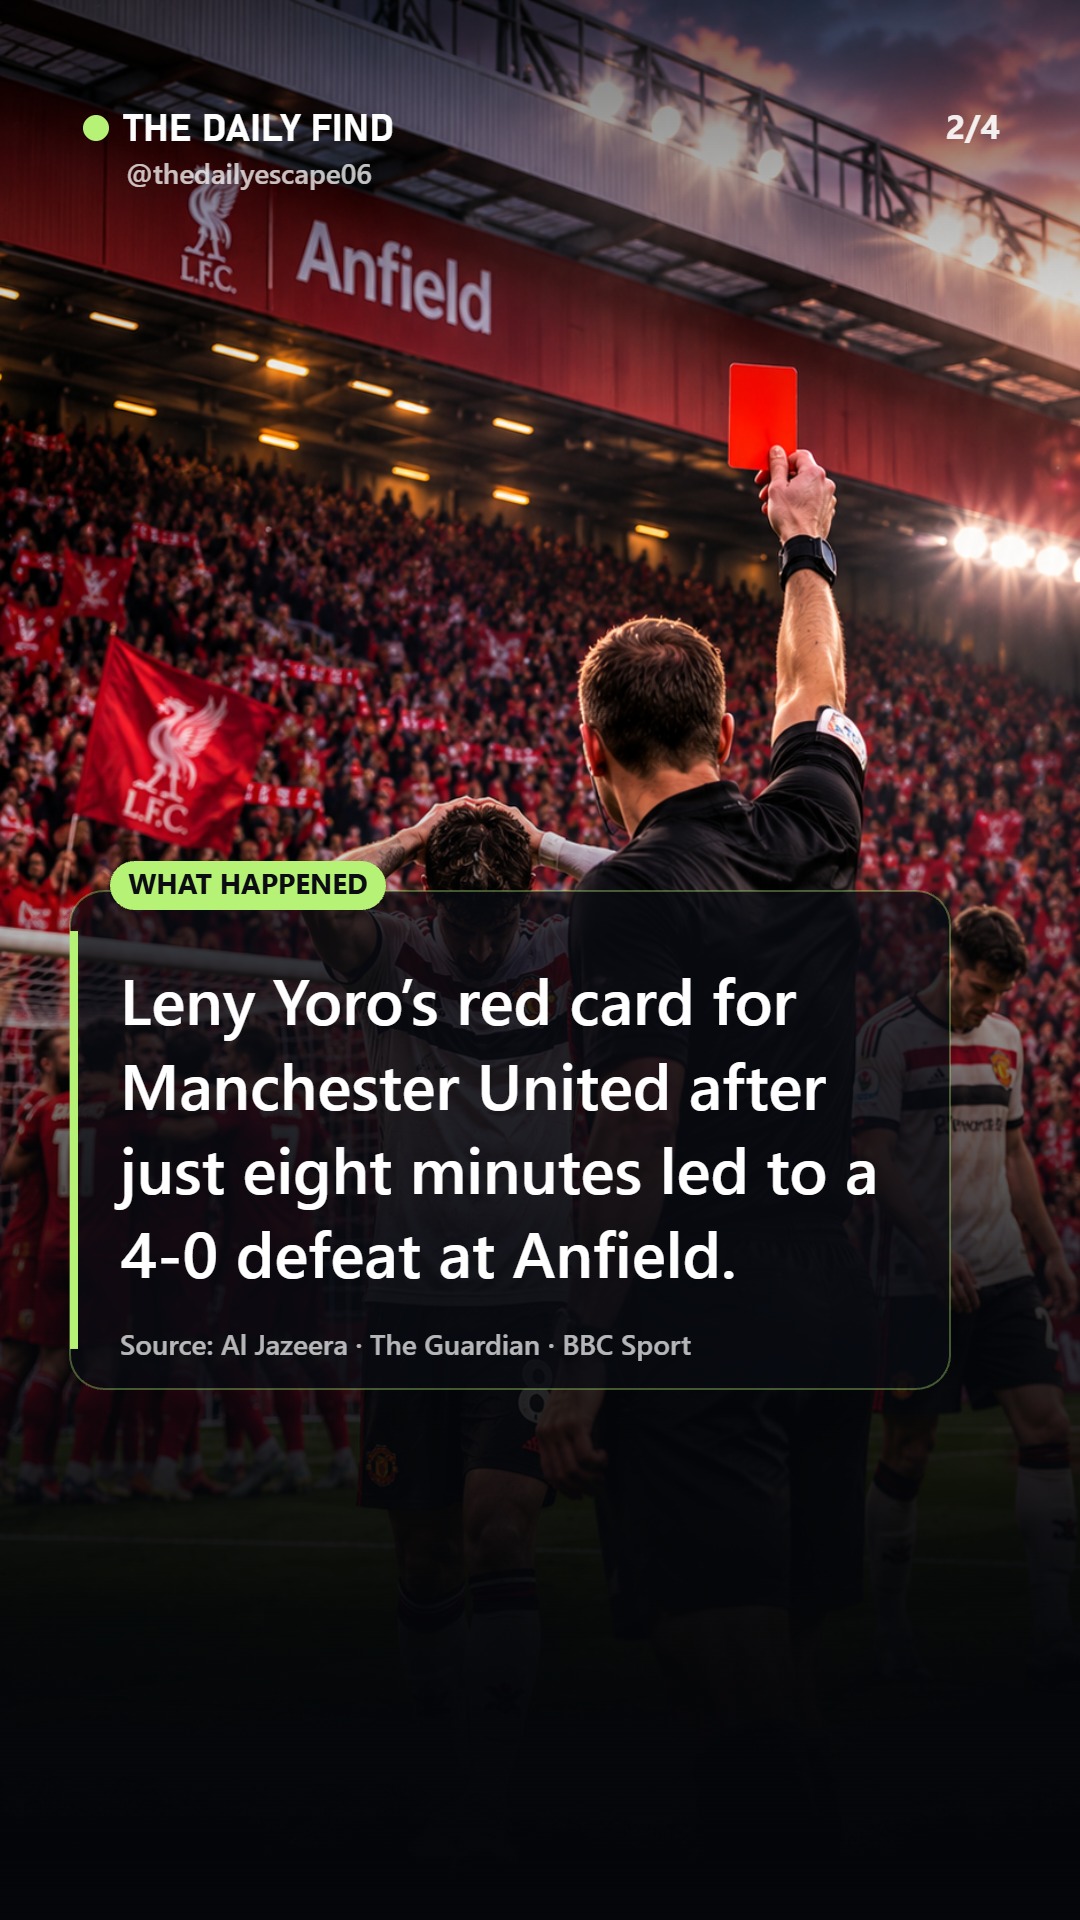 THE DAILY FIND
2/4
@thedailyescape06
L.F.C.
Anfield
L.F.C.
WHAT HAPPENED
Leny Yoro’s red card for
Manchester United after
just eight minutes led to a
4-0 defeat at Anfield.
Source: Al Jazeera · The Guardian · BBC Sport
8